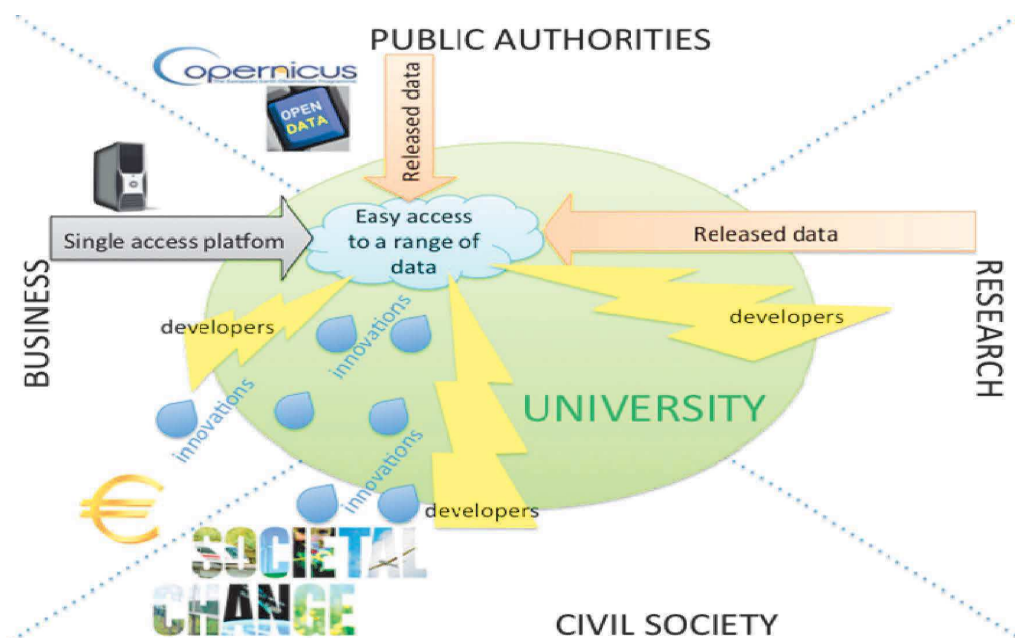 PUBLIC AUTHORITIES
opernicus
OPEN
DATA
Released data
Easy access
to a range of
data
Single access platfom
Released data
BUSINESS
RESEARCH
developers
developers
innovations
innovations
UNIVERSITY
innovations
developers
€
SOCIETAL
CHANGE
CIVIL SOCIETY